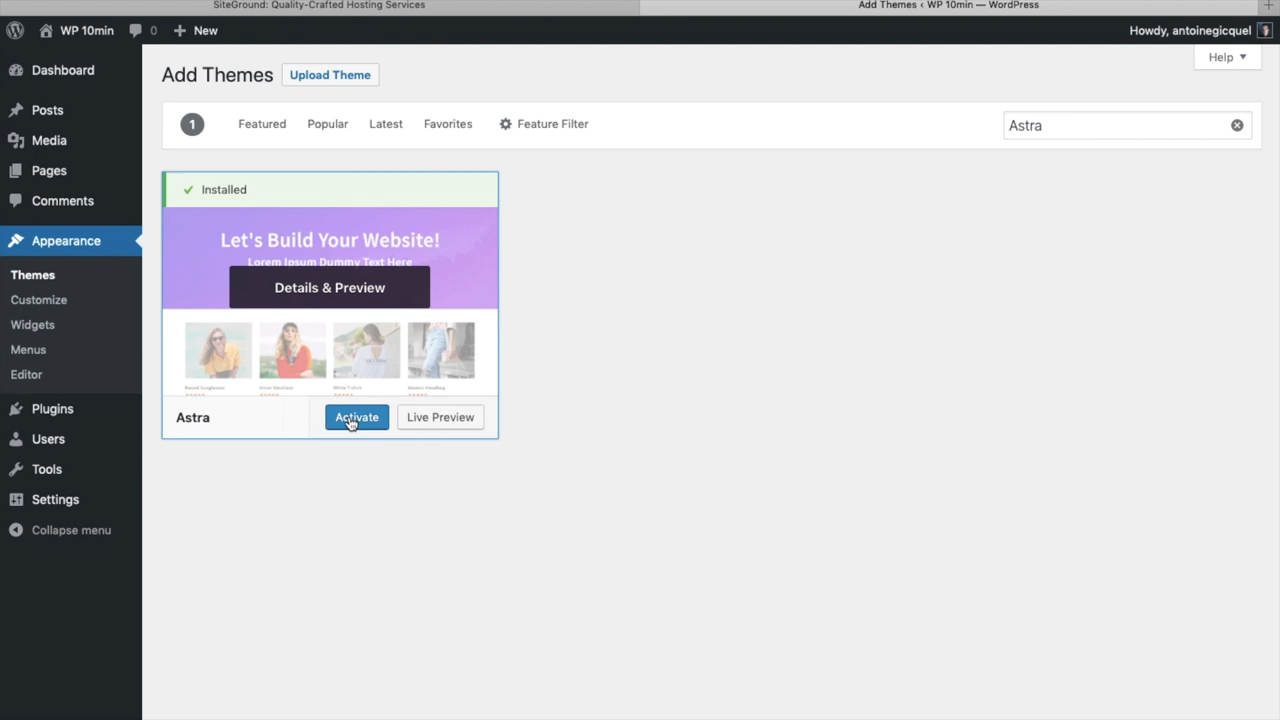 SiteGround: Quality-Crafted Hosting Services
Add Themes ‹ WP 10min — WordPress
WP 10min
0
New
Howdy, antoinegicquel
Dashboard
Posts
Media
Pages
Comments
Appearance
Themes
Customize
Widgets
Menus
Editor
Plugins
Users
Tools
Settings
Collapse menu
Help
Add Themes
Upload Theme
1
Featured
Popular
Latest
Favorites
Feature Filter
Astra
Installed
Let's Build Your Website!
Lorem Ipsum Dummy Text Here
Details & Preview
Astra
Activate
Live Preview